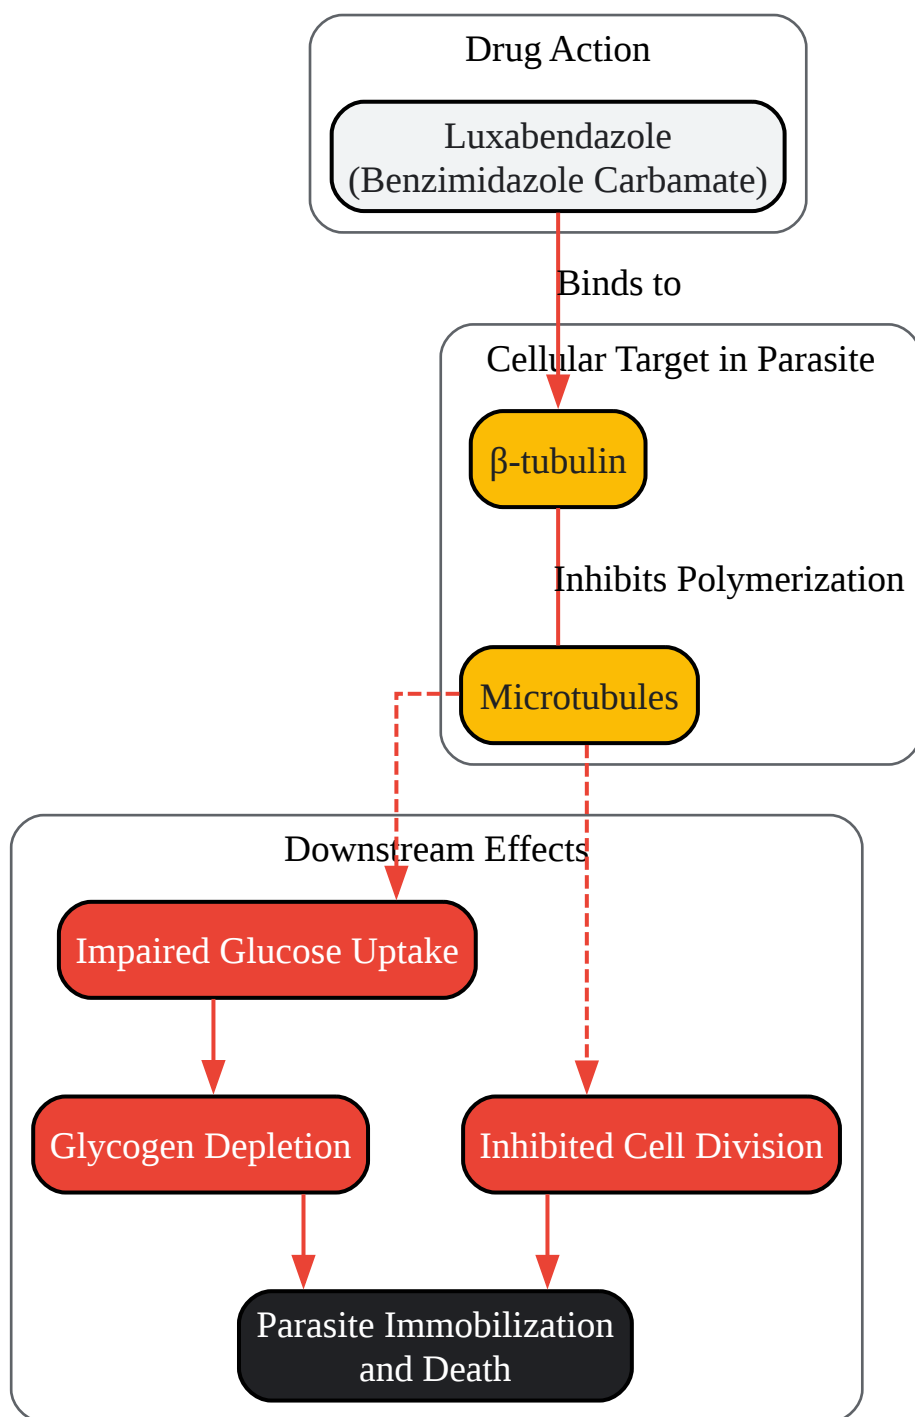 Drug Action
Luxabendazole
(Benzimidazole Carbamate)
Binds to
Cellular Target in Parasite
β-tubulin
Inhibits Polymerization
Microtubules
Downstream Effects
Impaired Glucose Uptake
Glycogen Depletion
Inhibited Cell Division
Parasite Immobilization
and Death